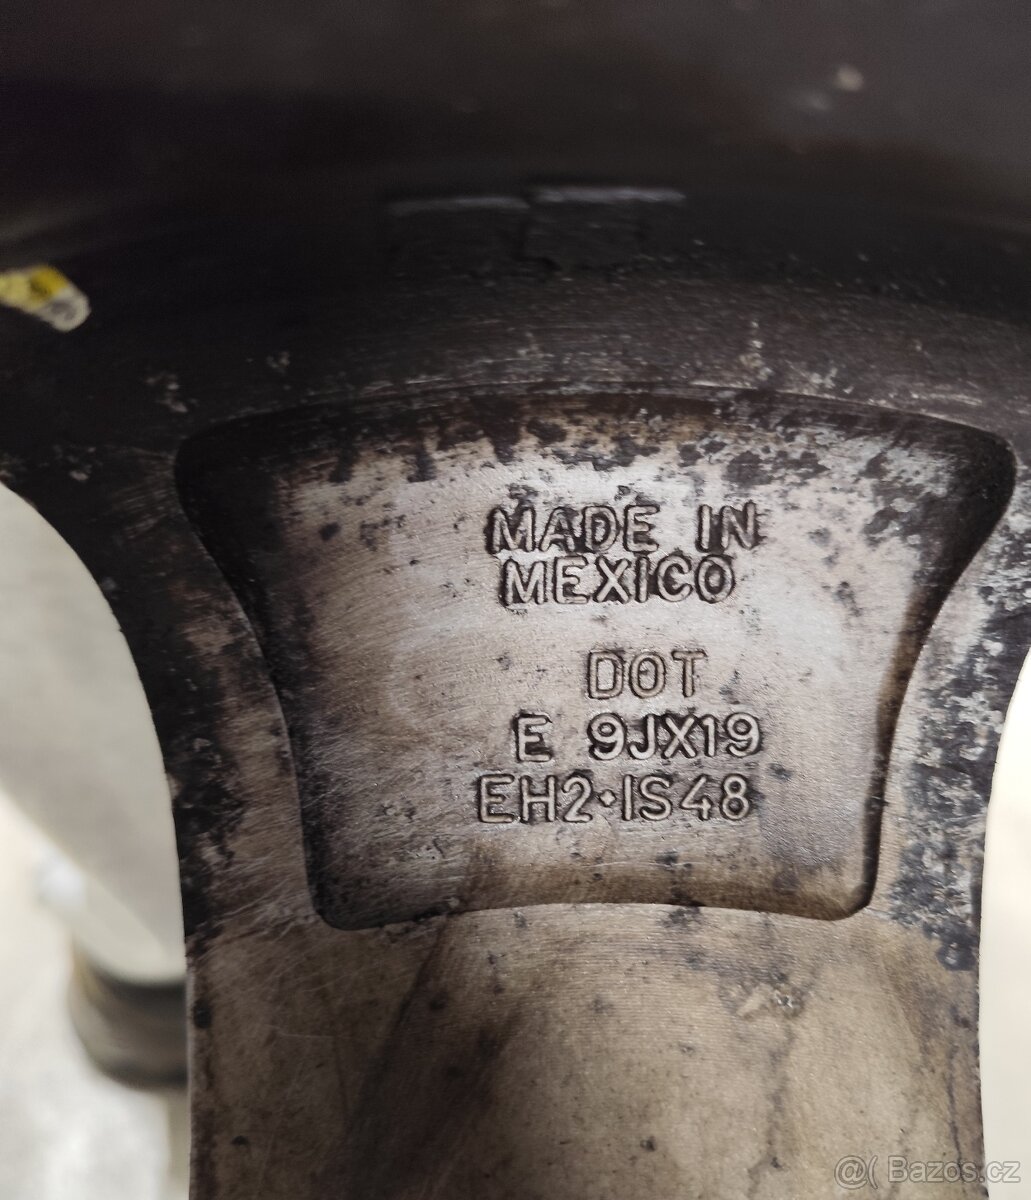 MADE IN
MEXICO
DOT
E 9JX19
EH2•IS48
@( Bazos.cz